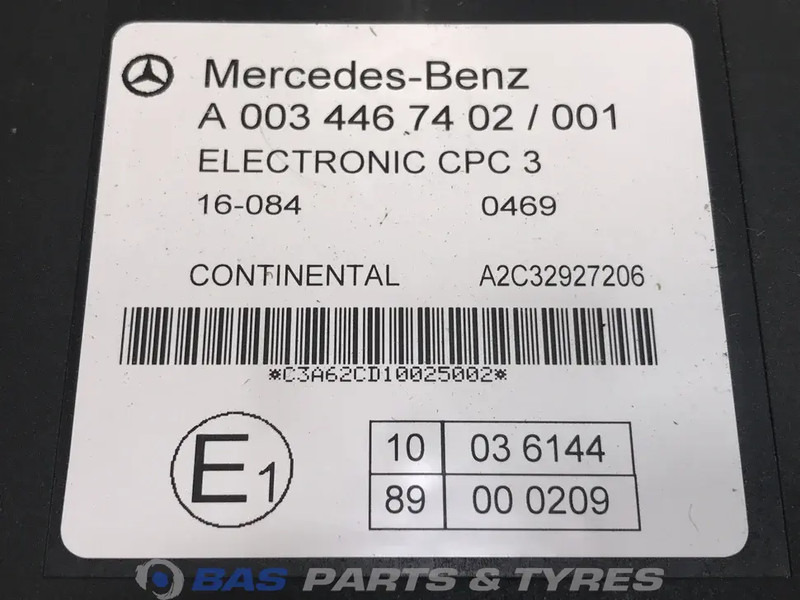 Mercedes-Benz
A 003 446 74 02 / 001
ELECTRONIC CPC 3
16-084 0469
CONTINENTAL A2C32927206
*C3A62CD10025002*
E1
10 03 6144
89 00 0209
BAS PARTS & TYRES